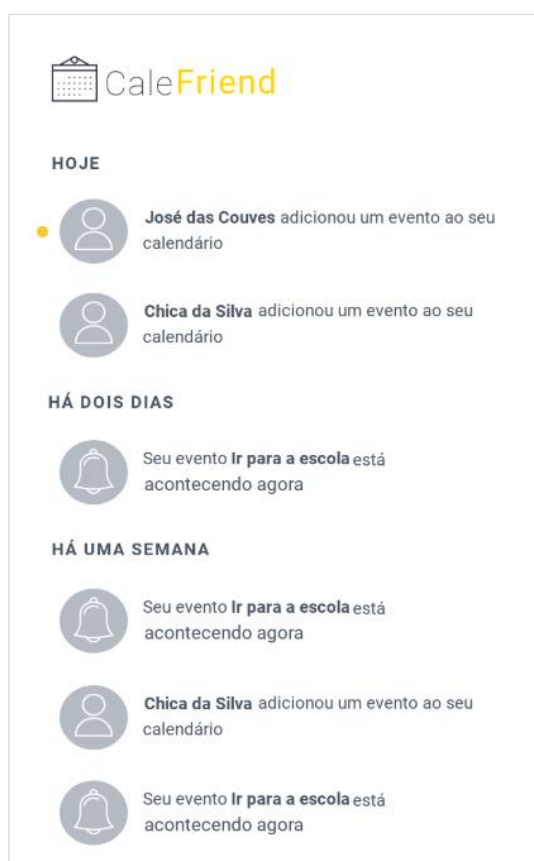 CaleFriend
HOJE
José das Couves adicionou um evento ao seu
calendário
Chica da Silva adicionou um evento ao seu
calendário
HÁ DOIS DIAS
Seu evento Ir para a escola está
acontecendo agora
HÁ UMA SEMANA
Seu evento Ir para a escola está
acontecendo agora
Chica da Silva adicionou um evento ao seu
calendário
Seu evento Ir para a escola está
acontecendo agora